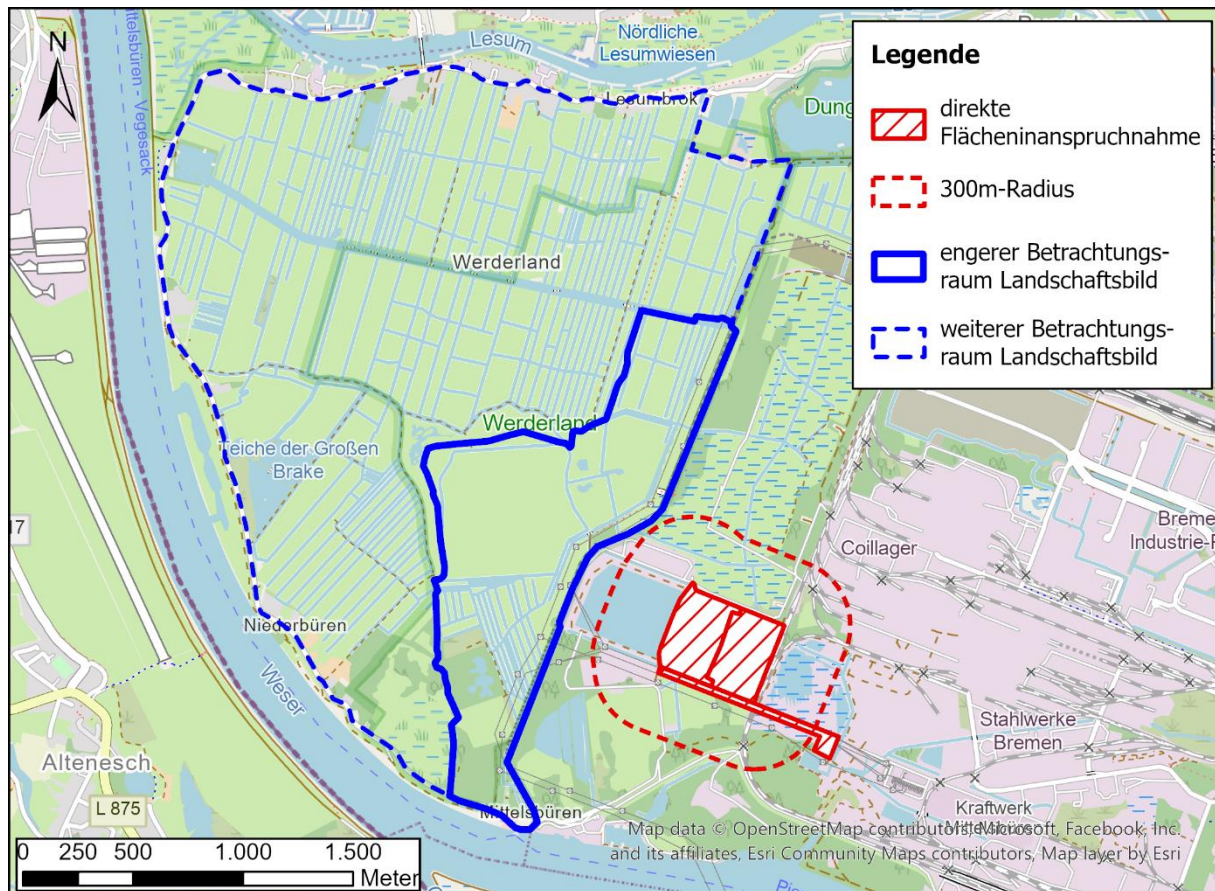 N
ittelsbüren - Vegesack
Lesum
Nördliche
Lesumwiesen
Lesumbrok
Dung
Werderland
Werderland
Teiche der Großen
Brake
17
Niederbüren
Weser
Altenesch
L 875
Mittelsbüren
Coillager
Breme
Industrie-P
Stahlwerke
Bremen
Kraftwerk
Legende
direkte
Flächeninanspruchnahme
300m-Radius
engerer Betrachtungs-
raum Landschaftsbild
weiterer Betrachtungs-
raum Landschaftsbild
0 250 500 1.000 1.500
Meter
Map data © OpenStreetMap contributors, Microsoft, Facebook, Inc.
and its affiliates, Esri Community Maps contributors, Map layer by Esri